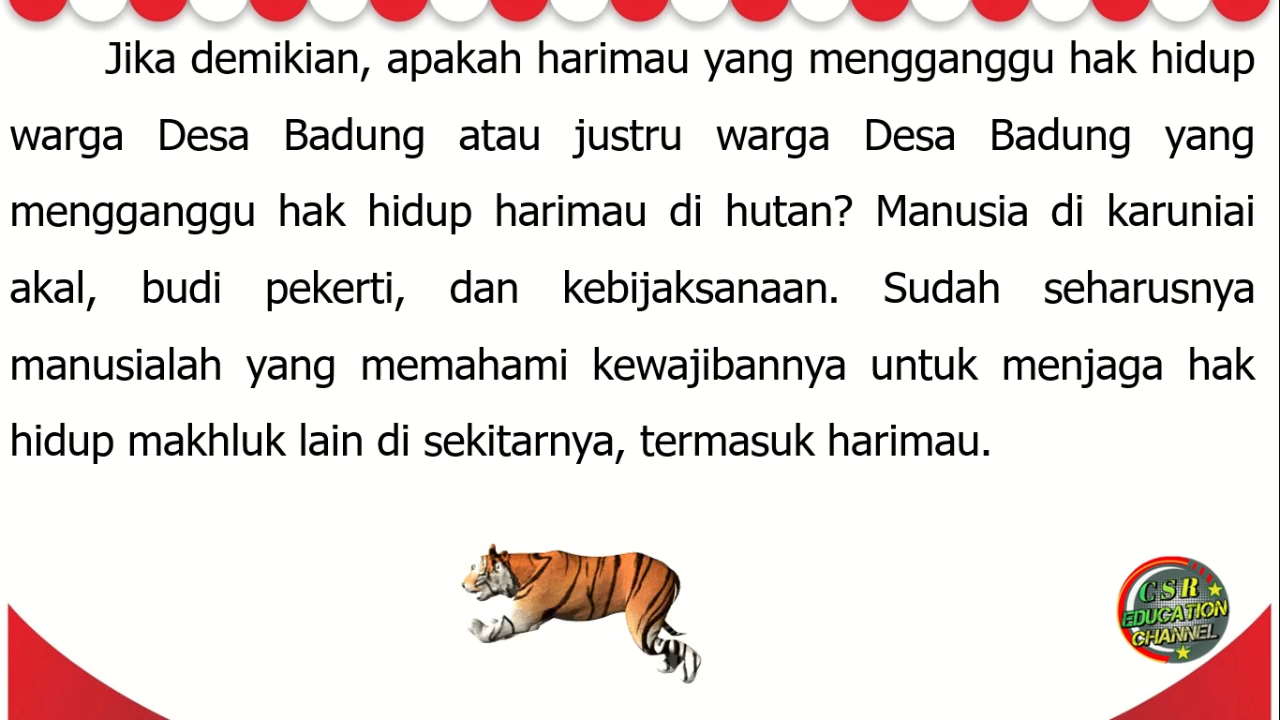 Jika demikian, apakah harimau yang mengganggu hak hidup
warga Desa Badung atau justru warga Desa Badung yang
mengganggu hak hidup harimau di hutan? Manusia di karuniai
akal, budi pekerti, dan kebijaksanaan. Sudah seharusnya
manusialah yang memahami kewajibannya untuk menjaga hak
hidup makhluk lain di sekitarnya, termasuk harimau.
CSR
EDUCATION
CHANNEL